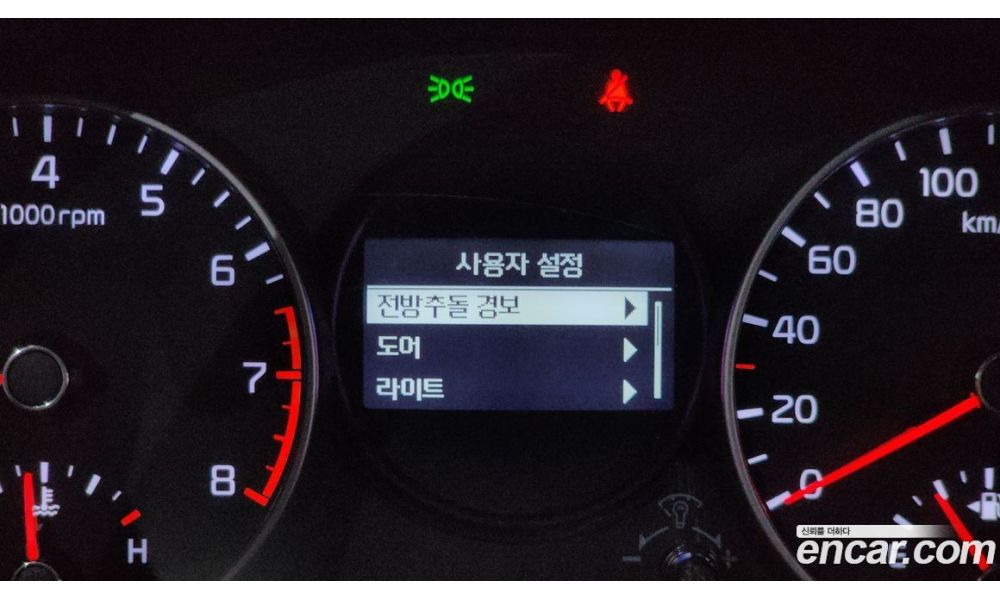 4
5
1000rpm
6
7
8
H
사용자 설정
전방추돌 경보
도어
라이트
100
80
km/
60
40
20
0
E
- +
신뢰를 더하다
encar.com